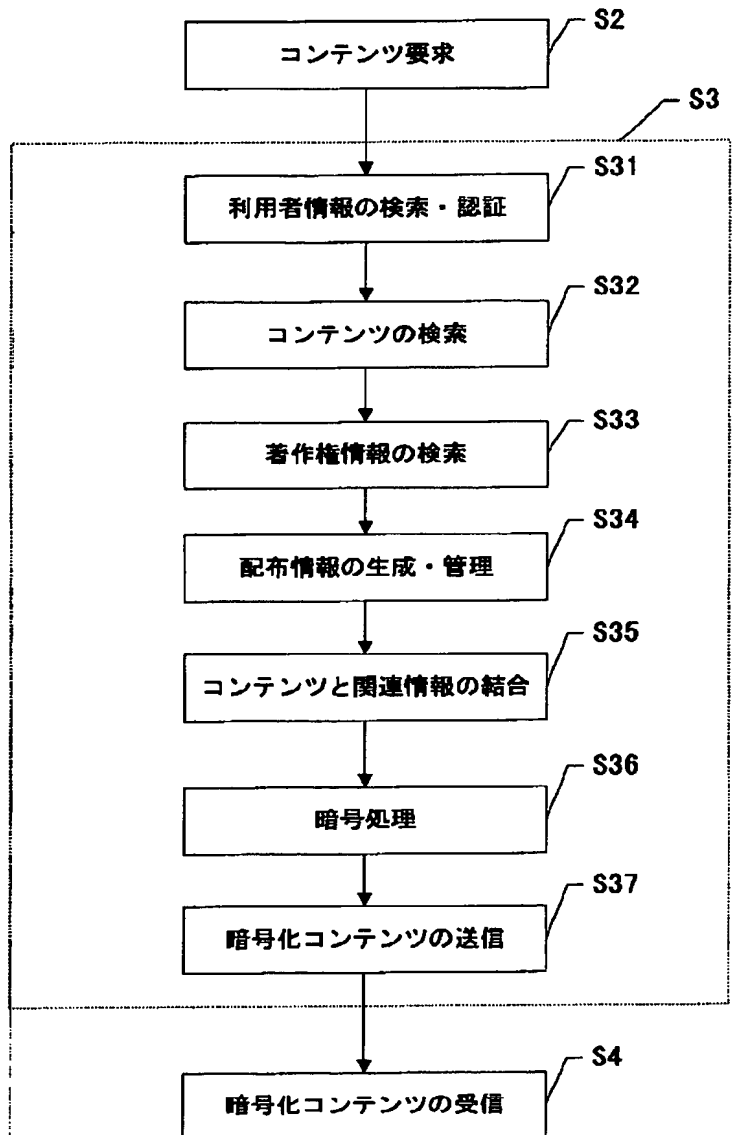 S2
コンテンツ要求
S3
S31
利用者情報の検索・認証
S32
コンテンツの検索
S33
著作権情報の検索
S34
配布情報の生成・管理
S35
コンテンツと関連情報の結合
S36
暗号処理
S37
暗号化コンテンツの送信
S4
暗号化コンテンツの受信